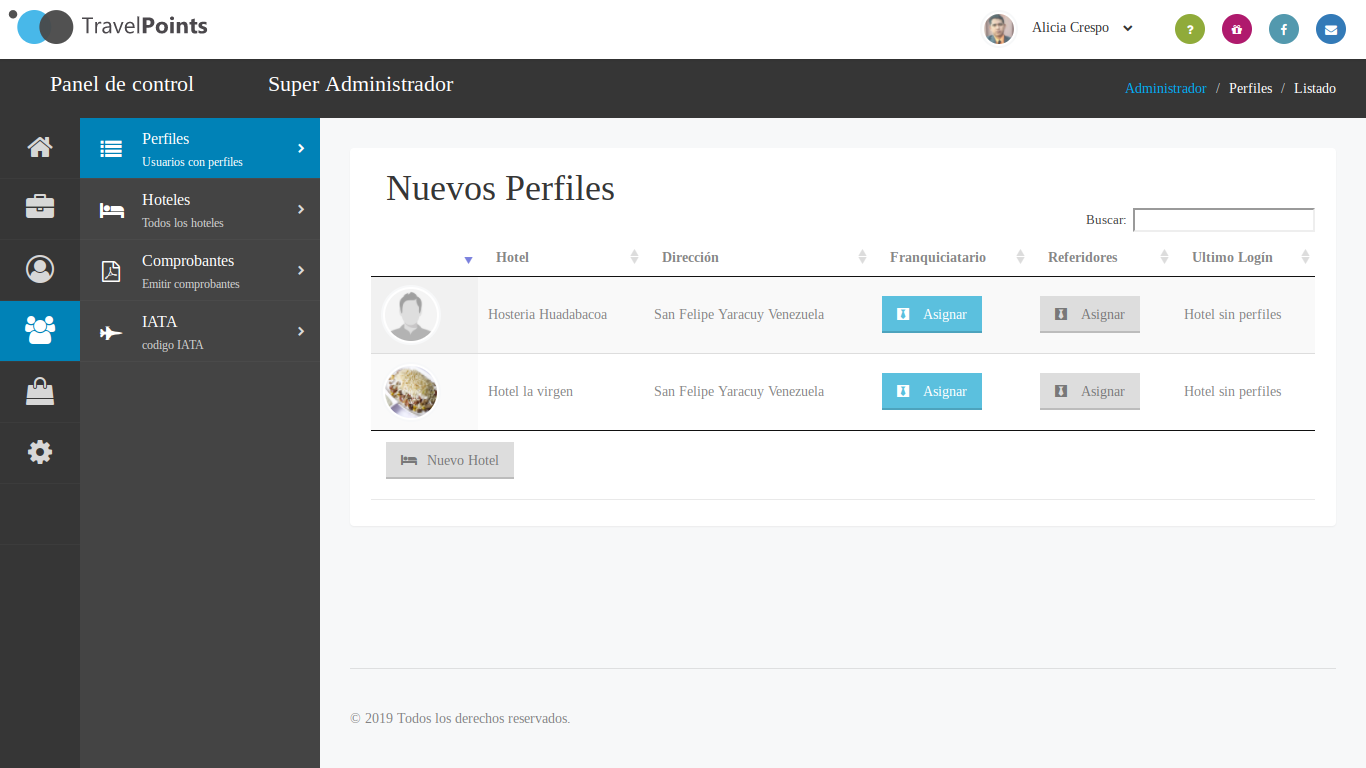 TravelPoints
Alicia Crespo
Panel de control Super Administrador
Administrador / Perfiles / Listado
Perfiles
Usuarios con perfiles
Hoteles
Todos los hoteles
Comprobantes
Emitir comprobantes
IATA
codigo IATA
Nuevos Perfiles
Buscar:
Hotel Dirección Franquiciatario Referidores Ultimo Logín
Hosteria Huadabacoa San Felipe Yaracuy Venezuela Asignar Asignar Hotel sin perfiles
Hotel la virgen San Felipe Yaracuy Venezuela Asignar Asignar Hotel sin perfiles
Nuevo Hotel
© 2019 Todos los derechos reservados.